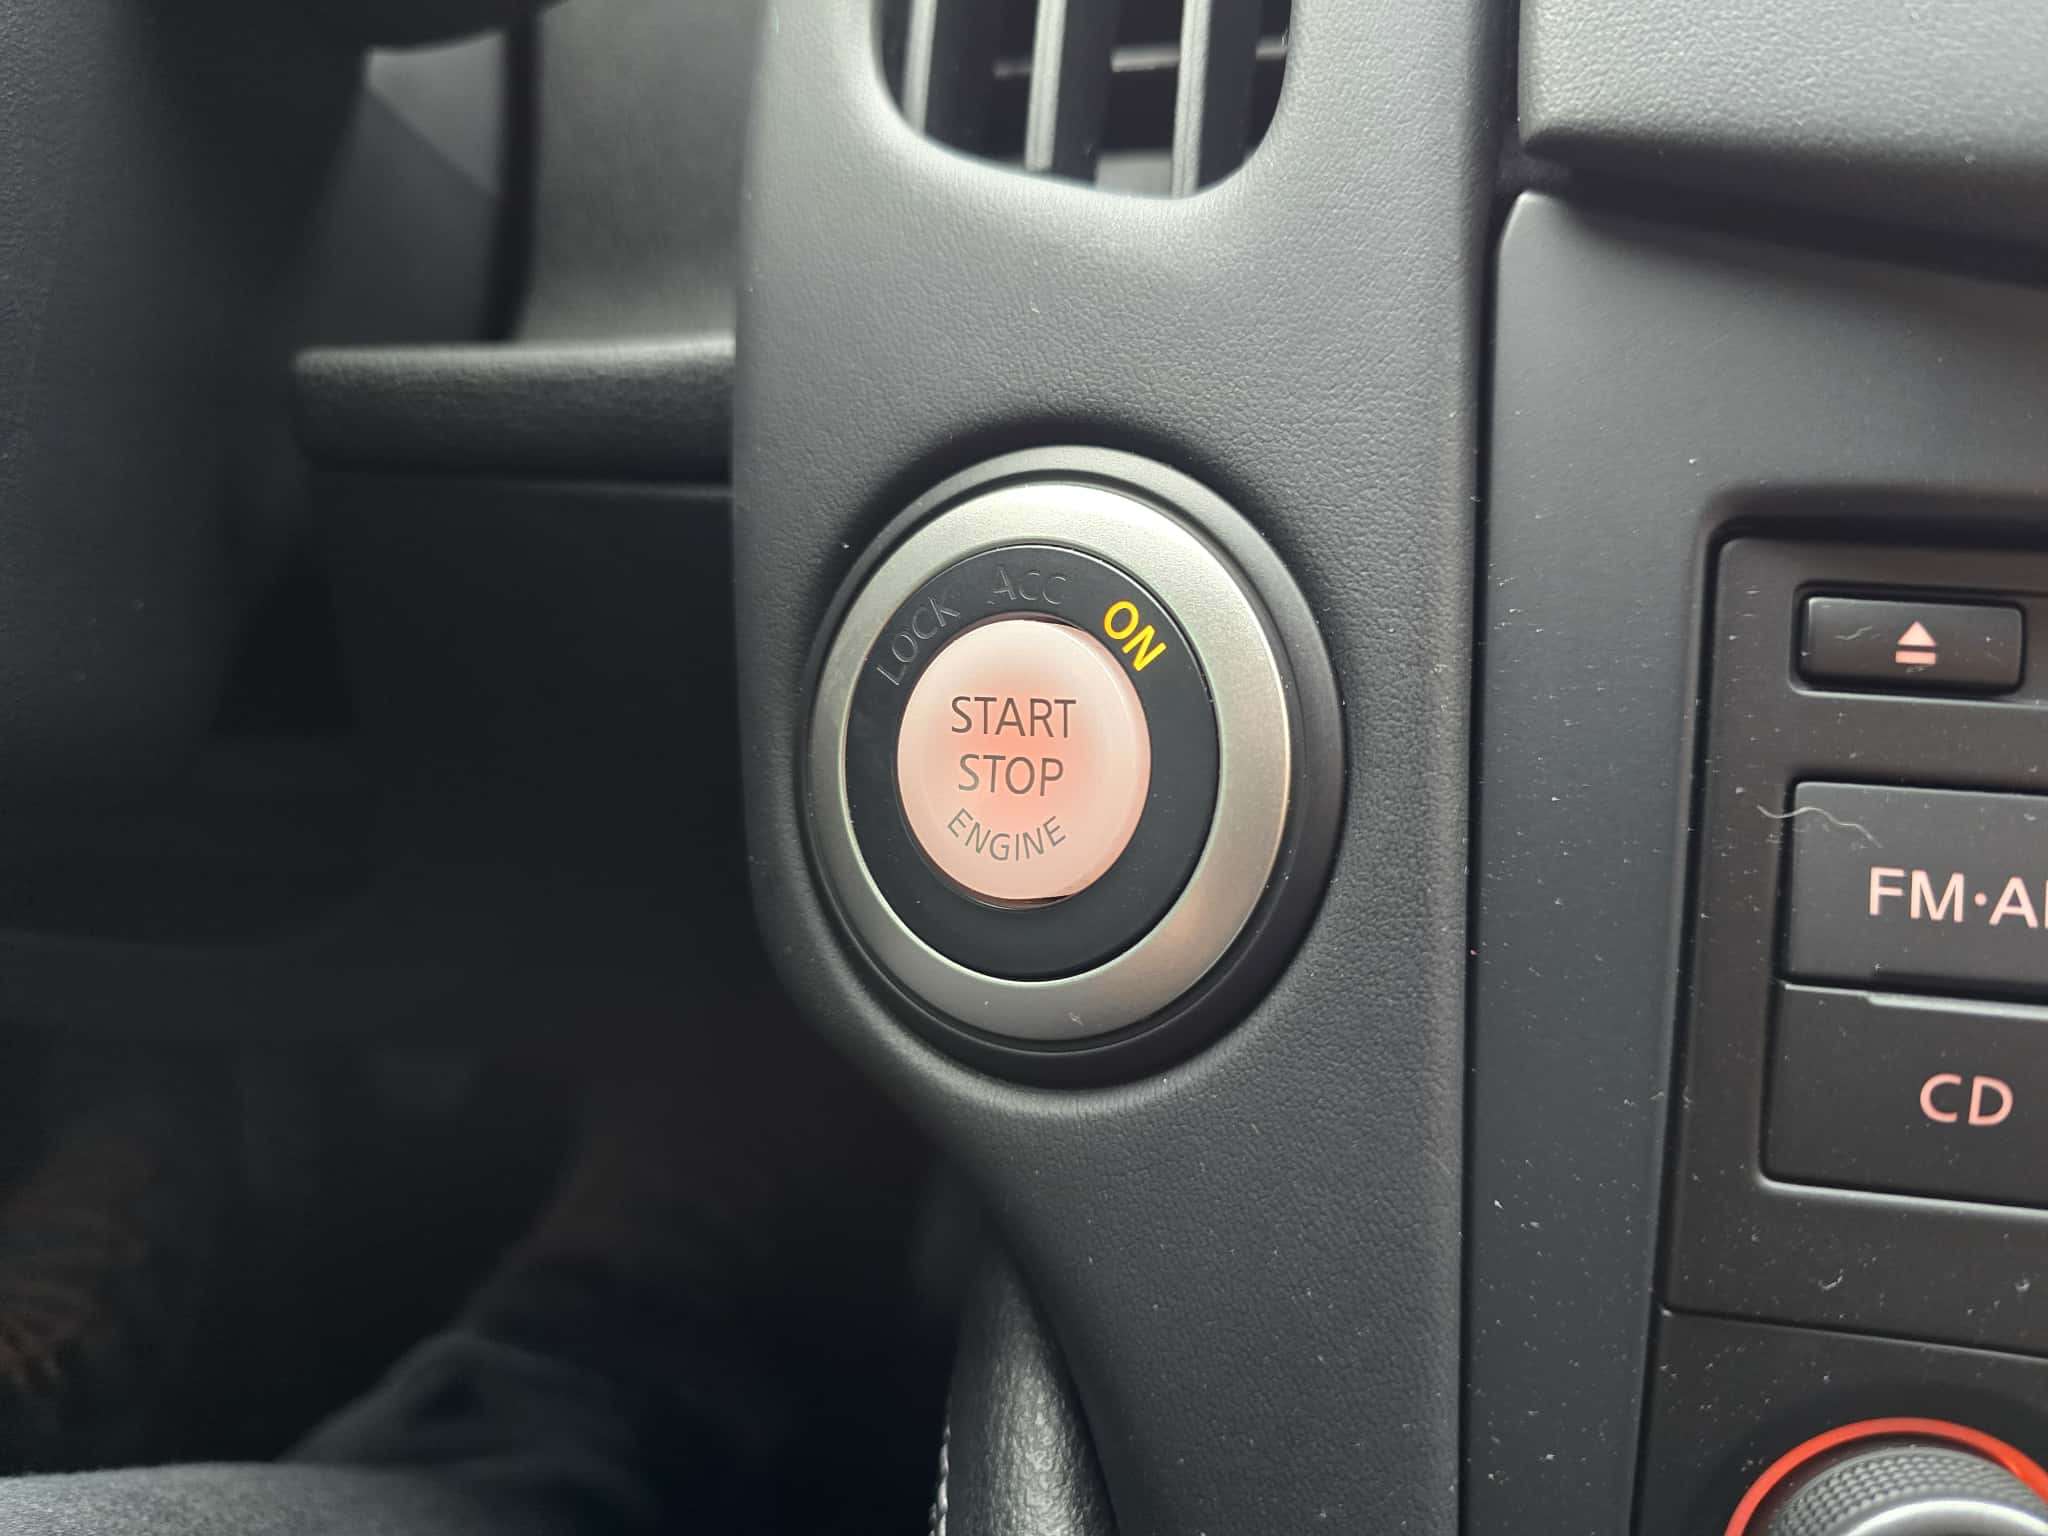 LOCK ACC ON
START
STOP
ENGINE
FM·A
CD